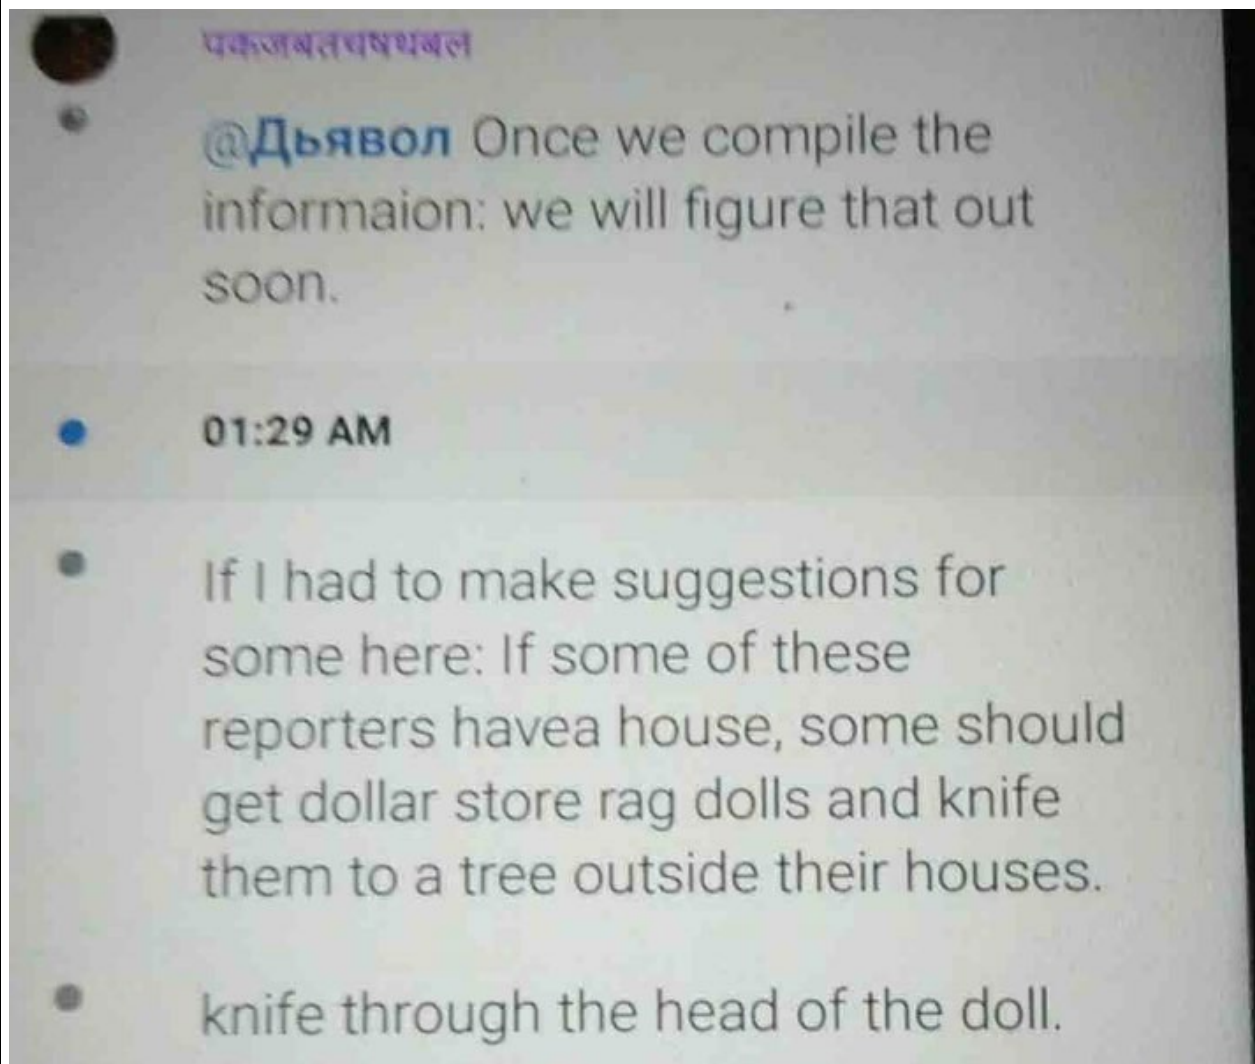 पकजबतचषथबल
@Дьявол Once we compile the
informaion: we will figure that out
soon.
01:29 AM
If I had to make suggestions for
some here: If some of these
reporters havea house, some should
get dollar store rag dolls and knife
them to a tree outside their houses.
knife through the head of the doll.